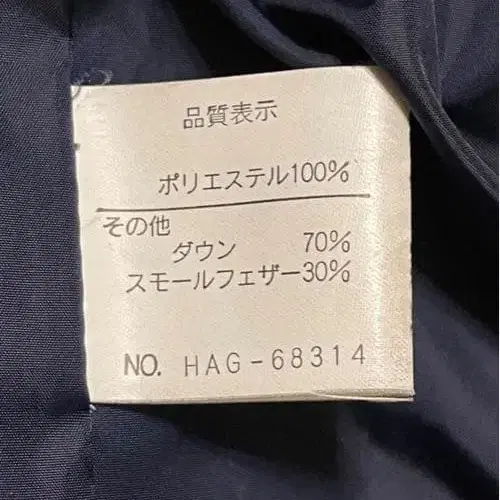 品質表示
ポリエステル100%
その他
ダウン 70%
スモールフェザー30%
NO. HAG-68314